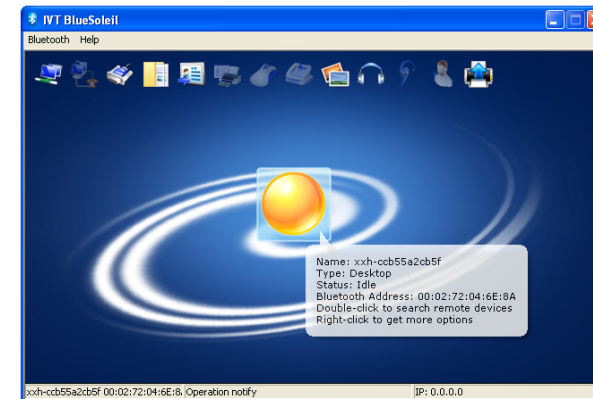 IVT BlueSoleil
Bluetooth Help
Name: xxh-ccb55a2cb5f
Type: Desktop
Status: Idle
Bluetooth Address: 00:02:72:04:6E:8A
Double-click to search remote devices
Right-click to get more options
xxh-ccb55a2cb5f 00:02:72:04:6E:8. Operation notify IP: 0.0.0.0